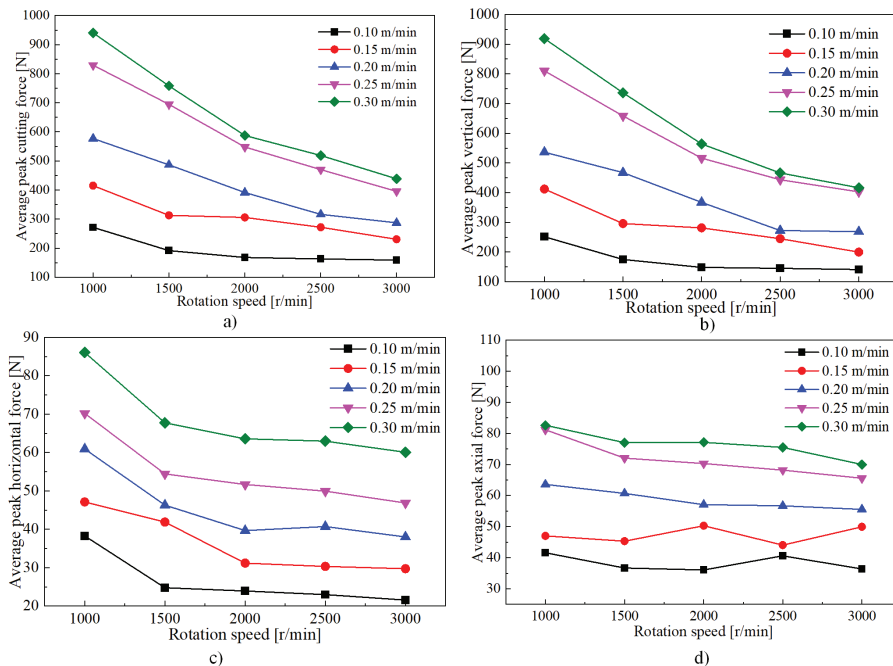 Average peak cutting force [N]
1000
900
800
700
600
500
400
300
200
100
0.10 m/min
0.15 m/min
0.20 m/min
0.25 m/min
0.30 m/min
1000 1500 2000 2500 3000
Rotation speed [r/min]
a)
Average peak vertical force [N]
1000
900
800
700
600
500
400
300
200
100
0.10 m/min
0.15 m/min
0.20 m/min
0.25 m/min
0.30 m/min
1000 1500 2000 2500 3000
Rotation speed [r/min]
b)
Average peak horizontal force [N]
90
80
70
60
50
40
30
20
0.10 m/min
0.15 m/min
0.20 m/min
0.25 m/min
0.30 m/min
1000 1500 2000 2500 3000
Rotation speed [r/min]
c)
Average peak axial force [N]
110
100
90
80
70
60
50
40
30
0.10 m/min
0.15 m/min
0.20 m/min
0.25 m/min
0.30 m/min
1000 1500 2000 2500 3000
Rotation speed [r/min]
d)